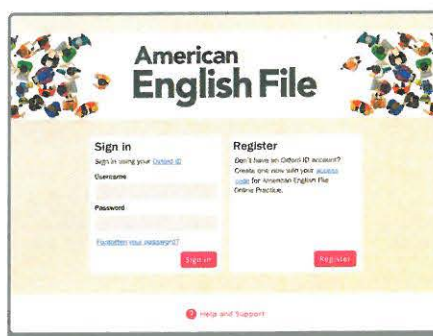 American
English File
Sign in
Sign in using your Oxford ID
Username
Password
Forgotten your password?
Sign in
Register
Don't have an Oxford ID account?
Create one now with your access
code for American English File
Online Practice.
Register
? Help and Support